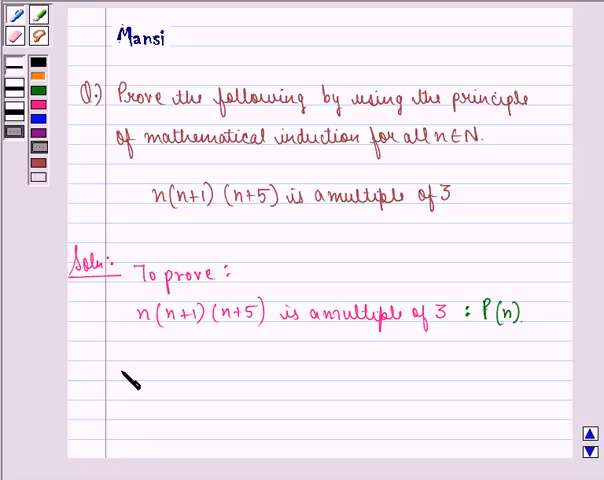 Mansi
Q.) Prove the following by using the principle
of mathematical induction for all n∈N.
n(n+1) (n+5) is a multiple of 3
Soln:
To prove :
n(n+1) (n+5) is a multiple of 3 : P(n).